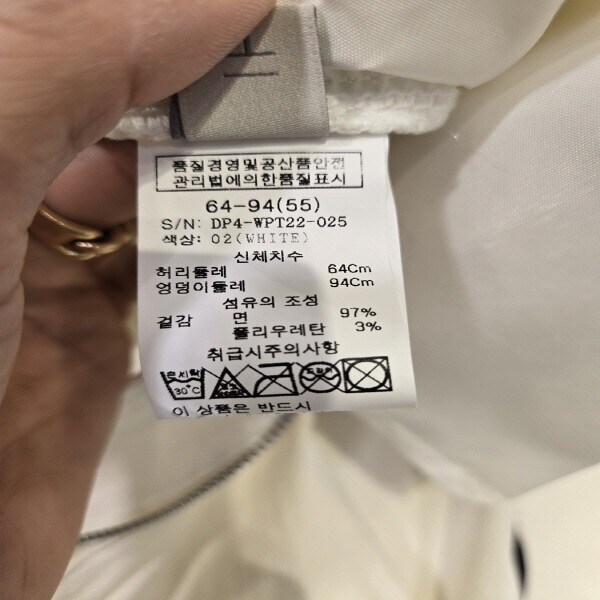 품질경영및공산품안전
관리법에의한품질표시
64-94(55)
S/N: DP4-WPT22-025
색상: 02(WHITE)
신체치수
허리둘레 64Cm
엉덩이둘레 94Cm
섬유의 조성
겉감 면 97%
폴리우레탄 3%
취급시주의사항
손세탁
30°C
이 상품은 반드시